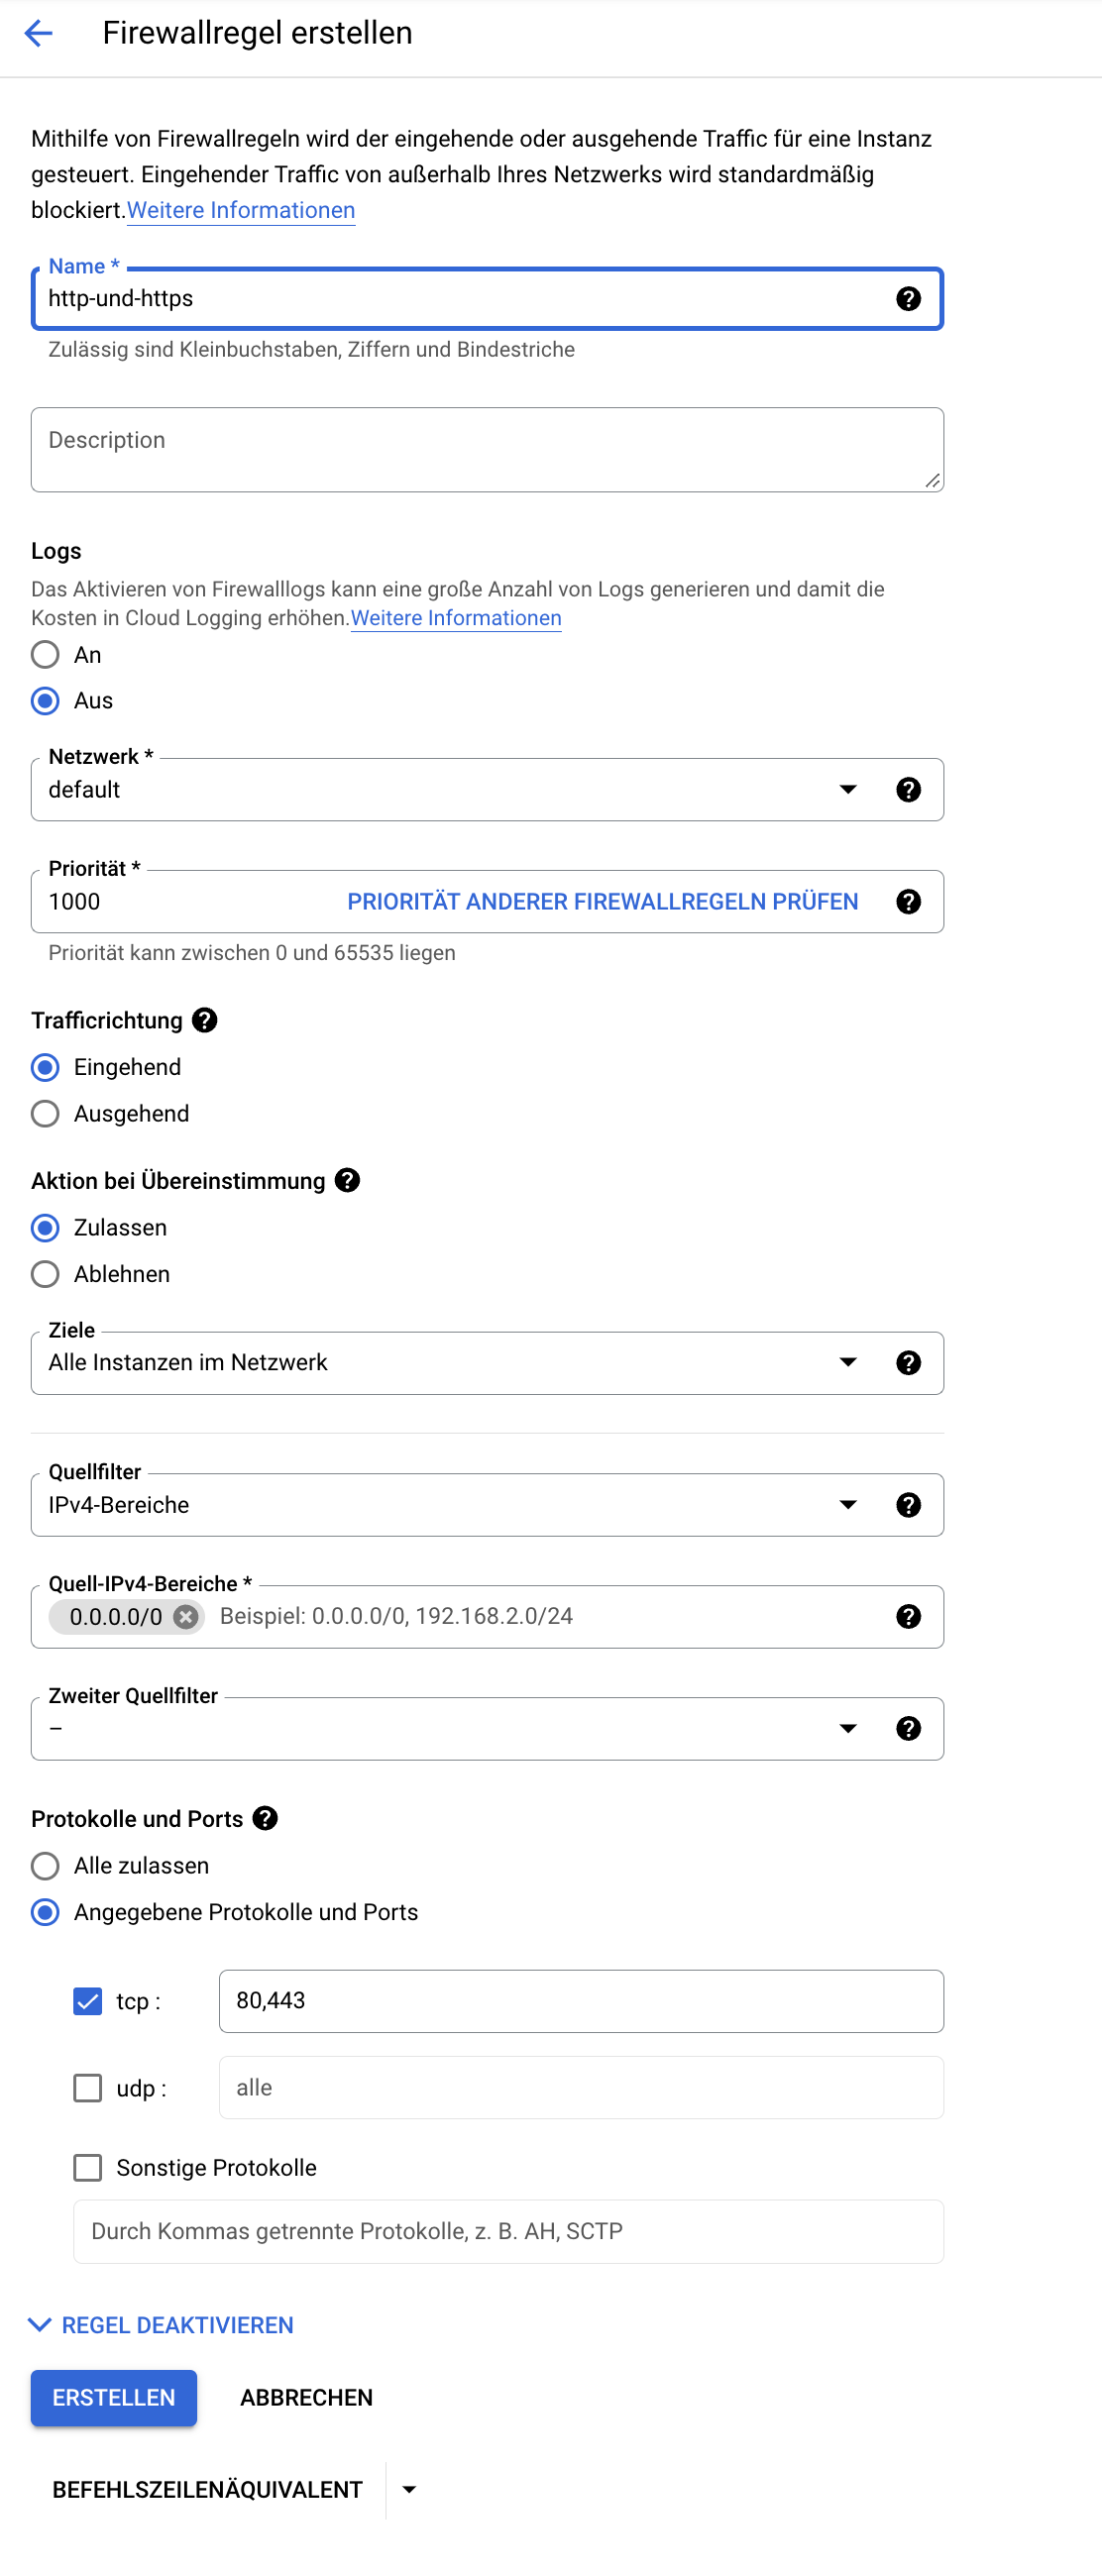 Firewallregel erstellen
Mithilfe von Firewallregeln wird der eingehende oder ausgehende Traffic für eine Instanz
gesteuert. Eingehender Traffic von außerhalb Ihres Netzwerks wird standardmäßig
blockiert.Weitere Informationen
Name *
http-und-https
Zulässig sind Kleinbuchstaben, Ziffern und Bindestriche
Description
Logs
Das Aktivieren von Firewalllogs kann eine große Anzahl von Logs generieren und damit die
Kosten in Cloud Logging erhöhen.Weitere Informationen
An
Aus
Netzwerk *
default
Priorität *
1000 PRIORITÄT ANDERER FIREWALLREGELN PRÜFEN
Priorität kann zwischen 0 und 65535 liegen
Trafficrichtung
Eingehend
Ausgehend
Aktion bei Übereinstimmung
Zulassen
Ablehnen
Ziele
Alle Instanzen im Netzwerk
Quellfilter
IPv4-Bereiche
Quell-IPv4-Bereiche *
0.0.0.0/0 Beispiel: 0.0.0.0/0, 192.168.2.0/24
Zweiter Quellfilter
–
Protokolle und Ports
Alle zulassen
Angegebene Protokolle und Ports
tcp : 80,443
udp : alle
Sonstige Protokolle
Durch Kommas getrennte Protokolle, z. B. AH, SCTP
REGEL DEAKTIVIEREN
ERSTELLEN ABBRECHEN
BEFEHLSZEILENÄQUIVALENT